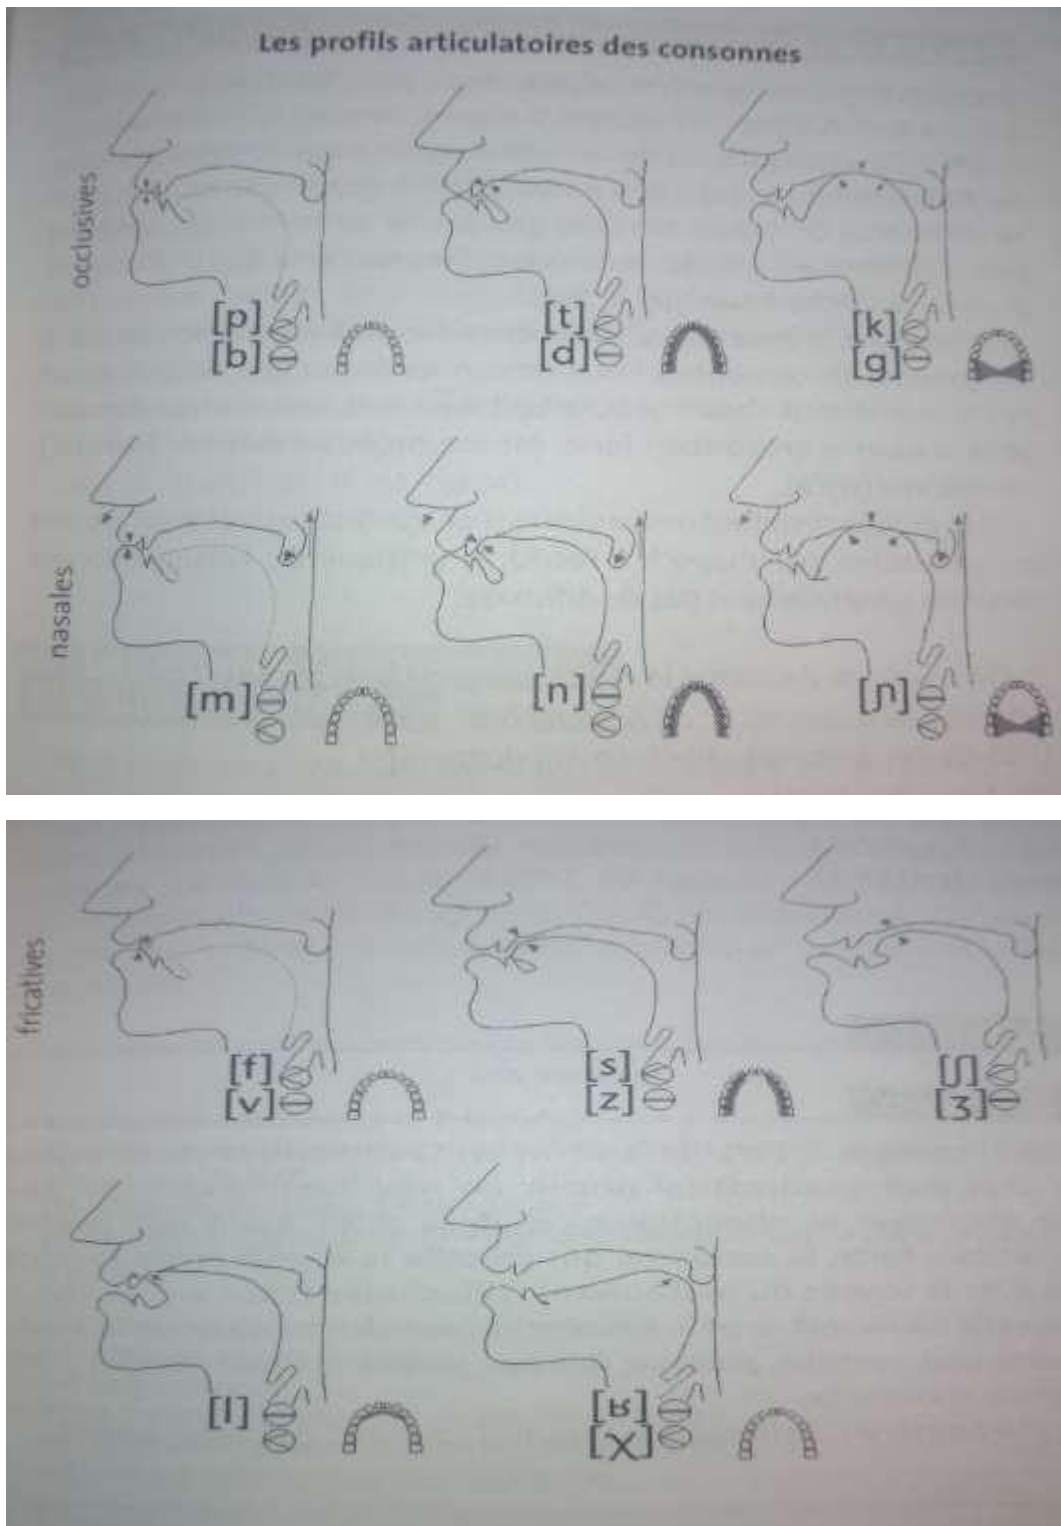 Les profils articulatoires des consonnes
occlusives
[p]
[b]
[t]
[d]
[k]
[g]
nasales
[m]
[n]
[ɲ]
fricatives
[f]
[v]
[s]
[z]
[ʃ]
[ʒ]
[l]
[ʁ]
[χ]